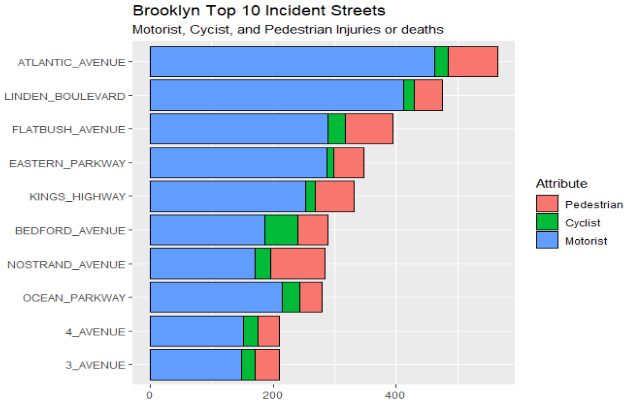 Brooklyn Top 10 Incident Streets
Motorist, Cycist, and Pedestrian Injuries or deaths
ATLANTIC_AVENUE
LINDEN_BOULEVARD
FLATBUSH_AVENUE
EASTERN_PARKWAY
KINGS_HIGHWAY
BEDFORD_AVENUE
NOSTRAND_AVENUE
OCEAN_PARKWAY
4_AVENUE
3_AVENUE
0 200 400
Attribute
Pedestrian
Cyclist
Motorist